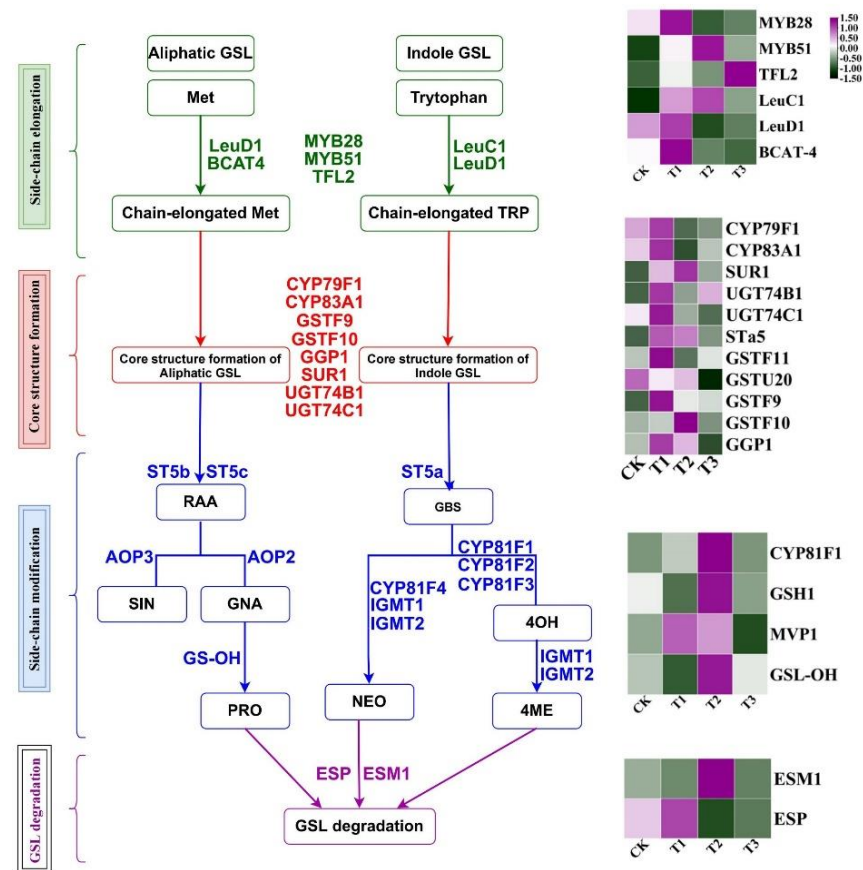 Side-chain elongation
Aliphatic GSL
Indole GSL
Met
Trytophan
LeuD1
BCAT4
MYB28
MYB51
TFL2
LeuC1
LeuD1
Chain-elongated Met
Chain-elongated TRP
Core structure formation
CYP79F1
CYP83A1
GSTF9
GSTF10
GGP1
SUR1
UGT74B1
UGT74C1
Core structure formation of
Aliphatic GSL
Core structure formation of
Indole GSL
Side-chain modification
ST5b
ST5c
ST5a
RAA
GBS
AOP3
AOP2
CYP81F1
CYP81F2
CYP81F3
CYP81F4
IGMT1
IGMT2
SIN
GNA
4OH
GS-OH
IGMT1
IGMT2
PRO
NEO
4ME
GSL degradation
ESP
ESM1
GSL degradation
MYB28
MYB51
TFL2
LeuC1
LeuD1
BCAT-4
CK T1 T2 T3
1.50
1.00
0.50
0.00
-0.50
-1.00
-1.50
CYP79F1
CYP83A1
SUR1
UGT74B1
UGT74C1
STa5
GSTF11
GSTU20
GSTF9
GSTF10
GGP1
CK T1 T2 T3
CYP81F1
GSH1
MVP1
GSL-OH
CK T1 T2 T3
ESM1
ESP
CK T1 T2 T3